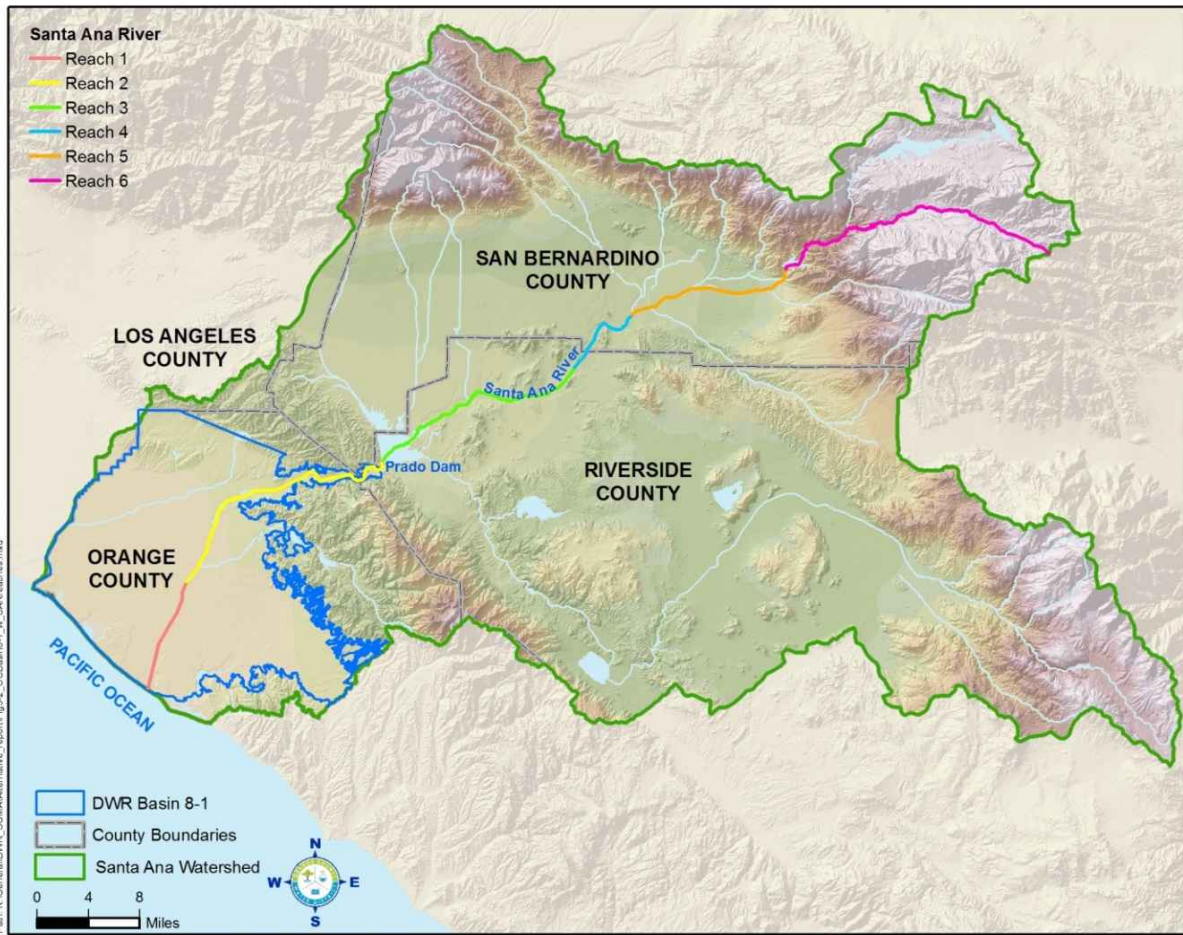 Santa Ana River
Reach 1
Reach 2
Reach 3
Reach 4
Reach 5
Reach 6
SAN BERNARDINO
COUNTY
LOS ANGELES
COUNTY
Santa Ana River
Prado Dam
RIVERSIDE
COUNTY
ORANGE
COUNTY
PACIFIC OCEAN
DWR Basin 8-1
County Boundaries
Santa Ana Watershed
0 4 8
Miles
N
W E
S